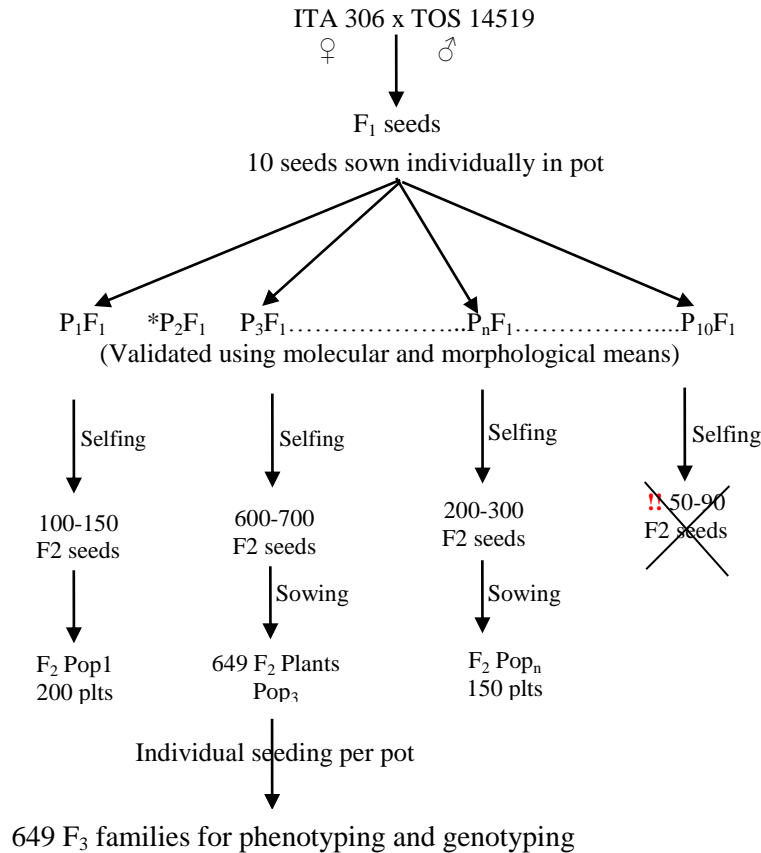 ITA 306 x TOS 14519
♀ ♂
F₁ seeds
10 seeds sown individually in pot
P₁F₁ *P₂F₁ P₃F₁…………………...PₙF₁………….…....P₁₀F₁
(Validated using molecular and morphological means)
Selfing Selfing Selfing Selfing
100-150 600-700 200-300 !! 50-90
F2 seeds F2 seeds F2 seeds F2 seeds
Sowing Sowing
F₂ Pop1 649 F₂ Plants F₂ Popₙ
200 plts Pop₃ 150 plts
Individual seeding per pot
649 F₃ families for phenotyping and genotyping